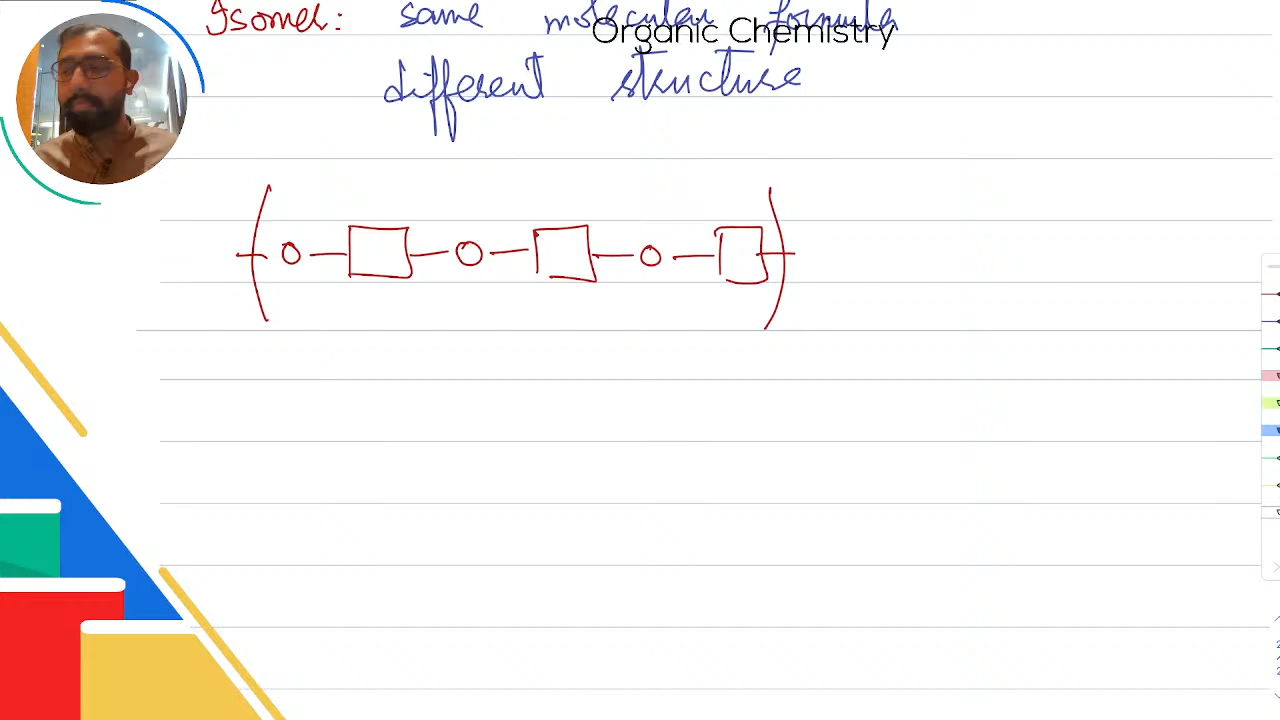 Isomer: same molecular formula
Organic Chemistry
different structure
O O O